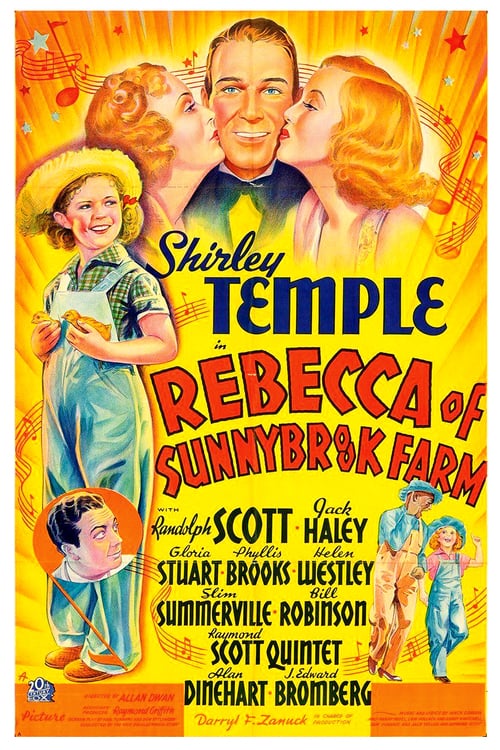 Shirley
TEMPLE
in
REBECCA OF
SUNNYBROOK FARM
WITH
Randolph SCOTT · Jack HALEY
Gloria STUART · Phyllis BROOKS · Helen WESTLEY
Slim SUMMERVILLE · Bill ROBINSON
Raymond SCOTT QUINTET
Alan DINEHART · J. Edward BROMBERG
20th
Picture
DIRECTED BY ALLAN DWAN
ASSOCIATE PRODUCER Raymond Griffith
Darryl F. Zanuck IN CHARGE OF PRODUCTION